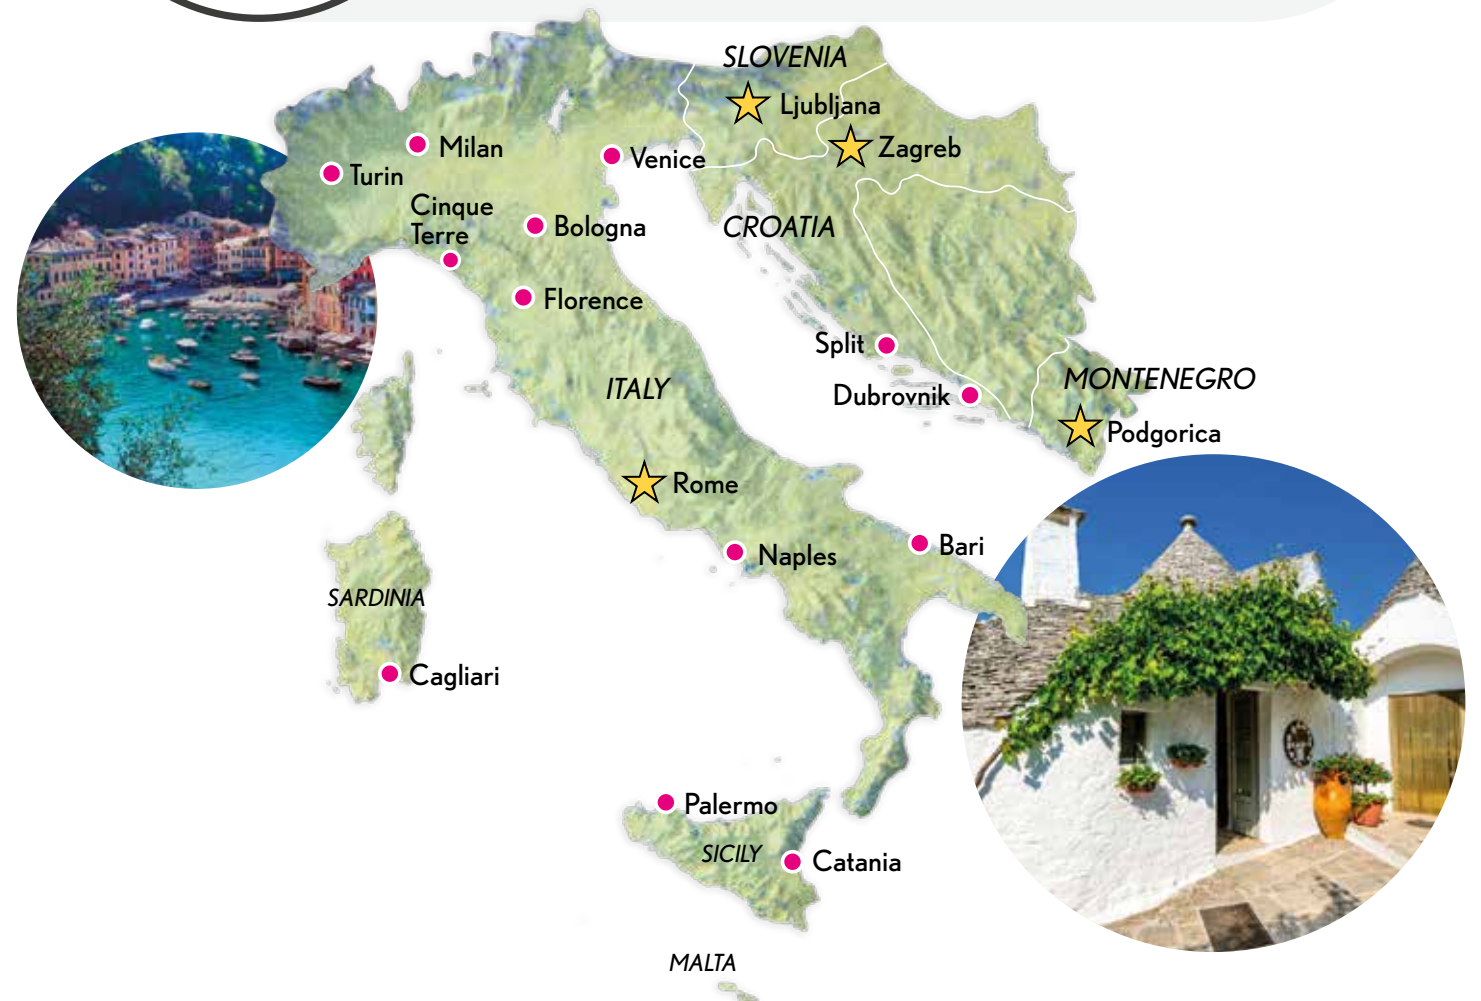 SLOVENIA
Ljubljana
Zagreb
Milan
Venice
Turin
Cinque
Terre
Bologna
CROATIA
Florence
Split
ITALY
MONTENEGRO
Dubrovnik
Podgorica
Rome
Bari
Naples
SARDINIA
Cagliari
Palermo
SICILY
Catania
MALTA